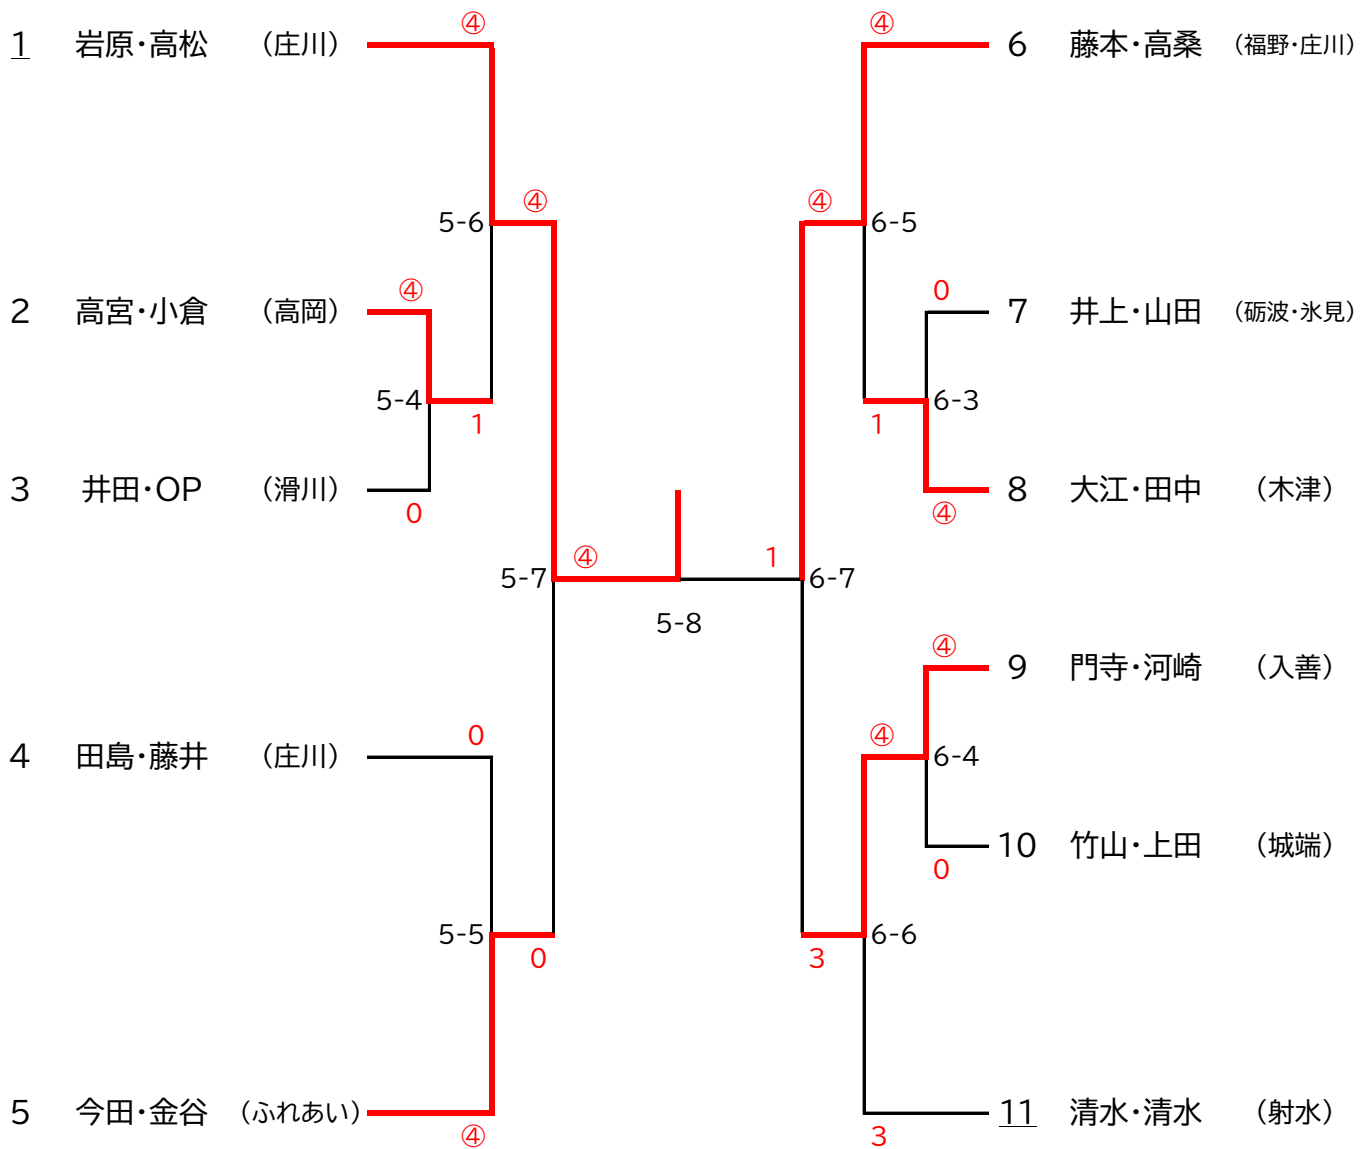 ④ ④
1 岩原・高松 （庄川） 6 藤本・高桑 （福野・庄川）
④ ④
5-6 6-5
④ 0
2 高宮・小倉 （高岡） 7 井上・山田 （砺波・氷見）
5-4 6-3
1 1
3 井田・OP （滑川） 8 大江・田中 （木津）
0 ④
④ 1
5-7 6-7
5-8
④
9 門寺・河崎 （入善）
0 ④
4 田島・藤井 （庄川） 6-4
10 竹山・上田 （城端）
0
5-5 6-6
0 3
5 今田・金谷 （ふれあい） 11 清水・清水 （射水）
④ 3